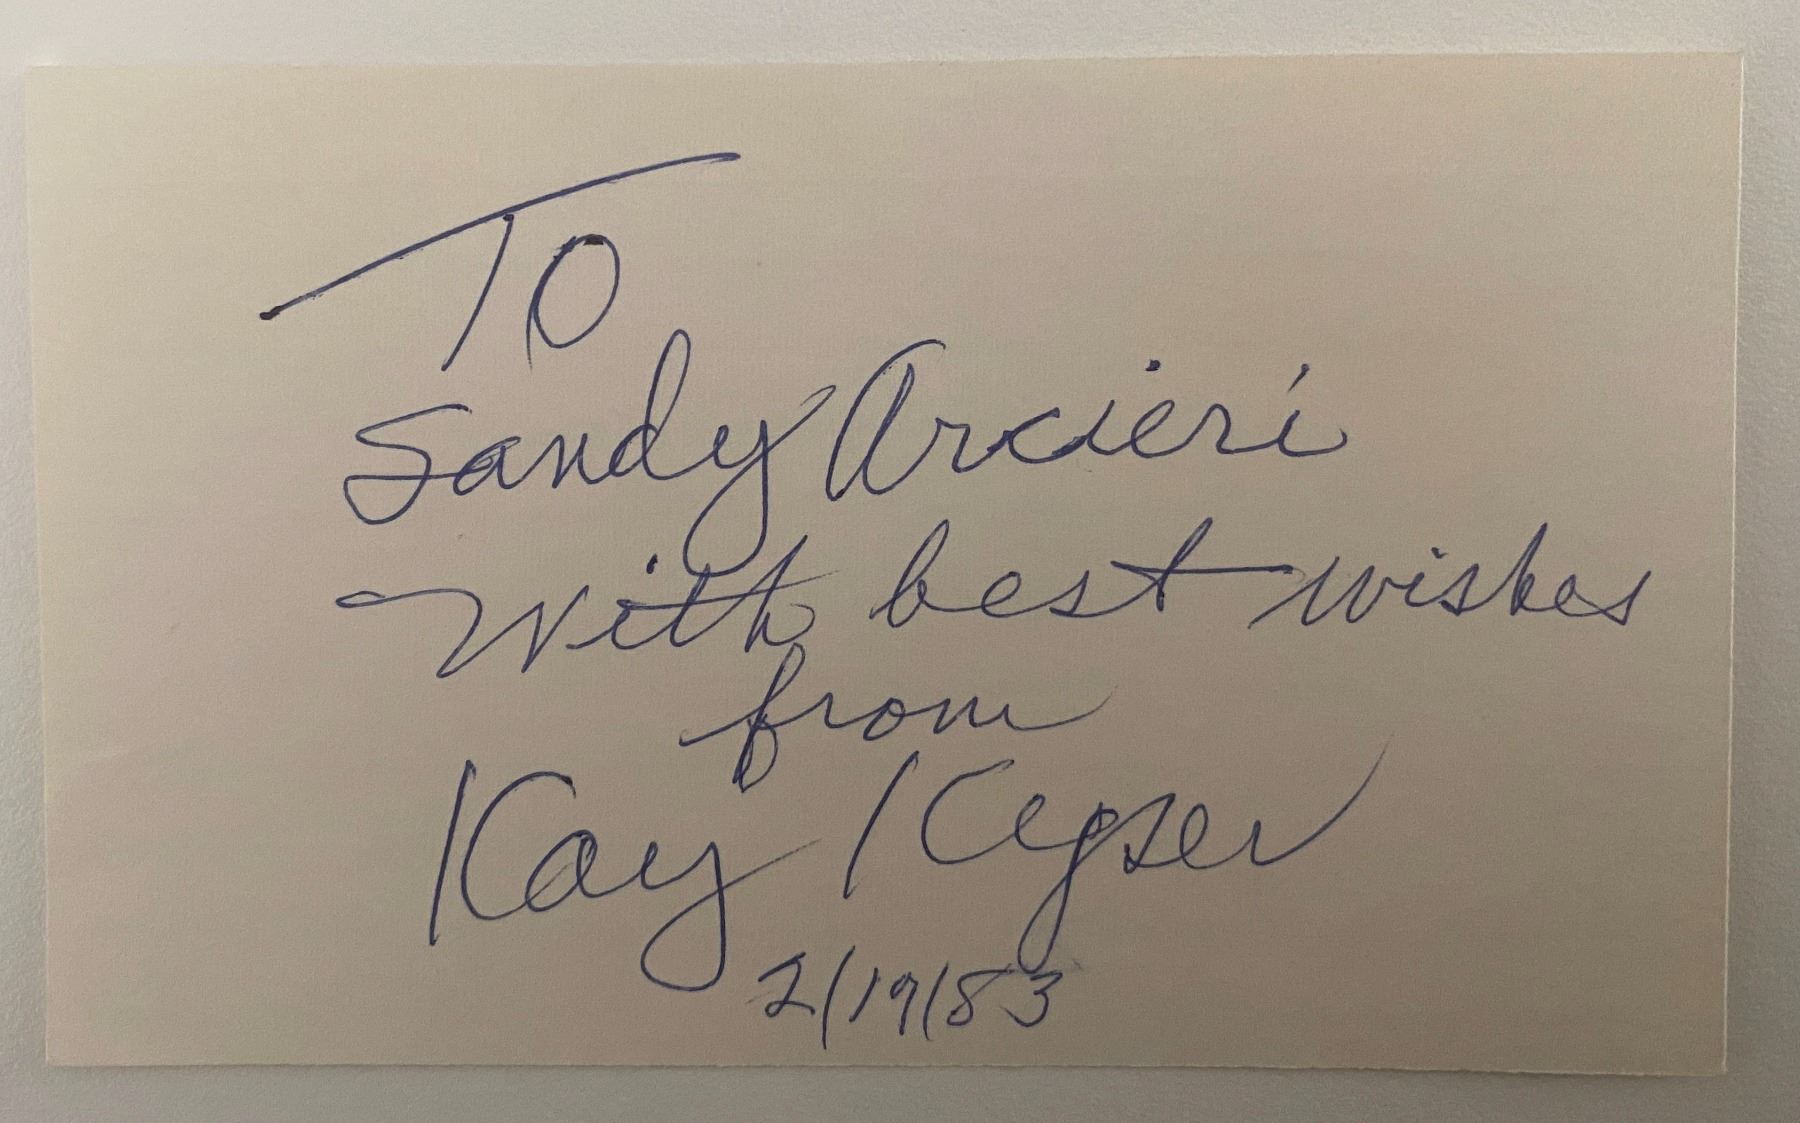 To
Sandy Arcieri
With best wishes
from
Kay Kyser
2/19/83